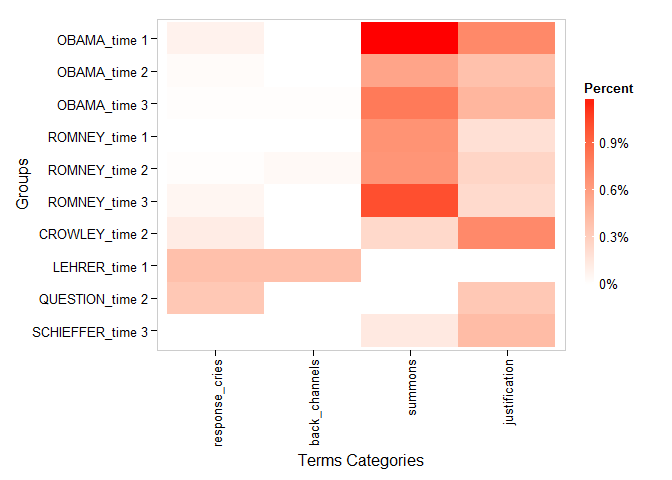 OBAMA_time 1
OBAMA_time 2
OBAMA_time 3
ROMNEY_time 1
ROMNEY_time 2
ROMNEY_time 3
CROWLEY_time 2
LEHRER_time 1
QUESTION_time 2
SCHIEFFER_time 3
Groups
response_cries
back_channels
summons
justification
Terms Categories
Percent
0.9%
0.6%
0.3%
0%